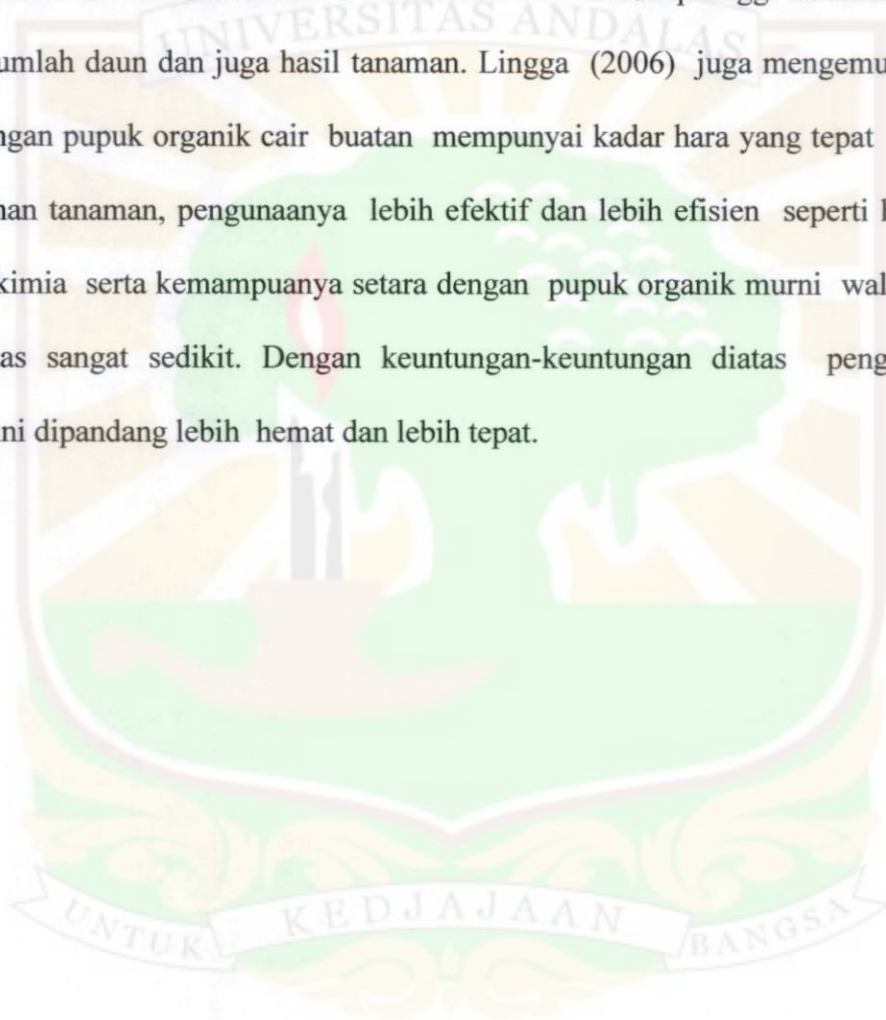 UNIVERSITAS ANDALAS
umlah daun dan juga hasil tanaman. Lingga (2006) juga mengemu
ngan pupuk organik cair buatan mempunyai kadar hara yang tepat
nan tanaman, pengunaanya lebih efektif dan lebih efisien seperti
kimia serta kemampuanya setara dengan pupuk organik murni wal
as sangat sedikit. Dengan keuntungan-keuntungan diatas peng
ni dipandang lebih hemat dan lebih tepat.
UNTUK KEDJAJAAN BANGSA